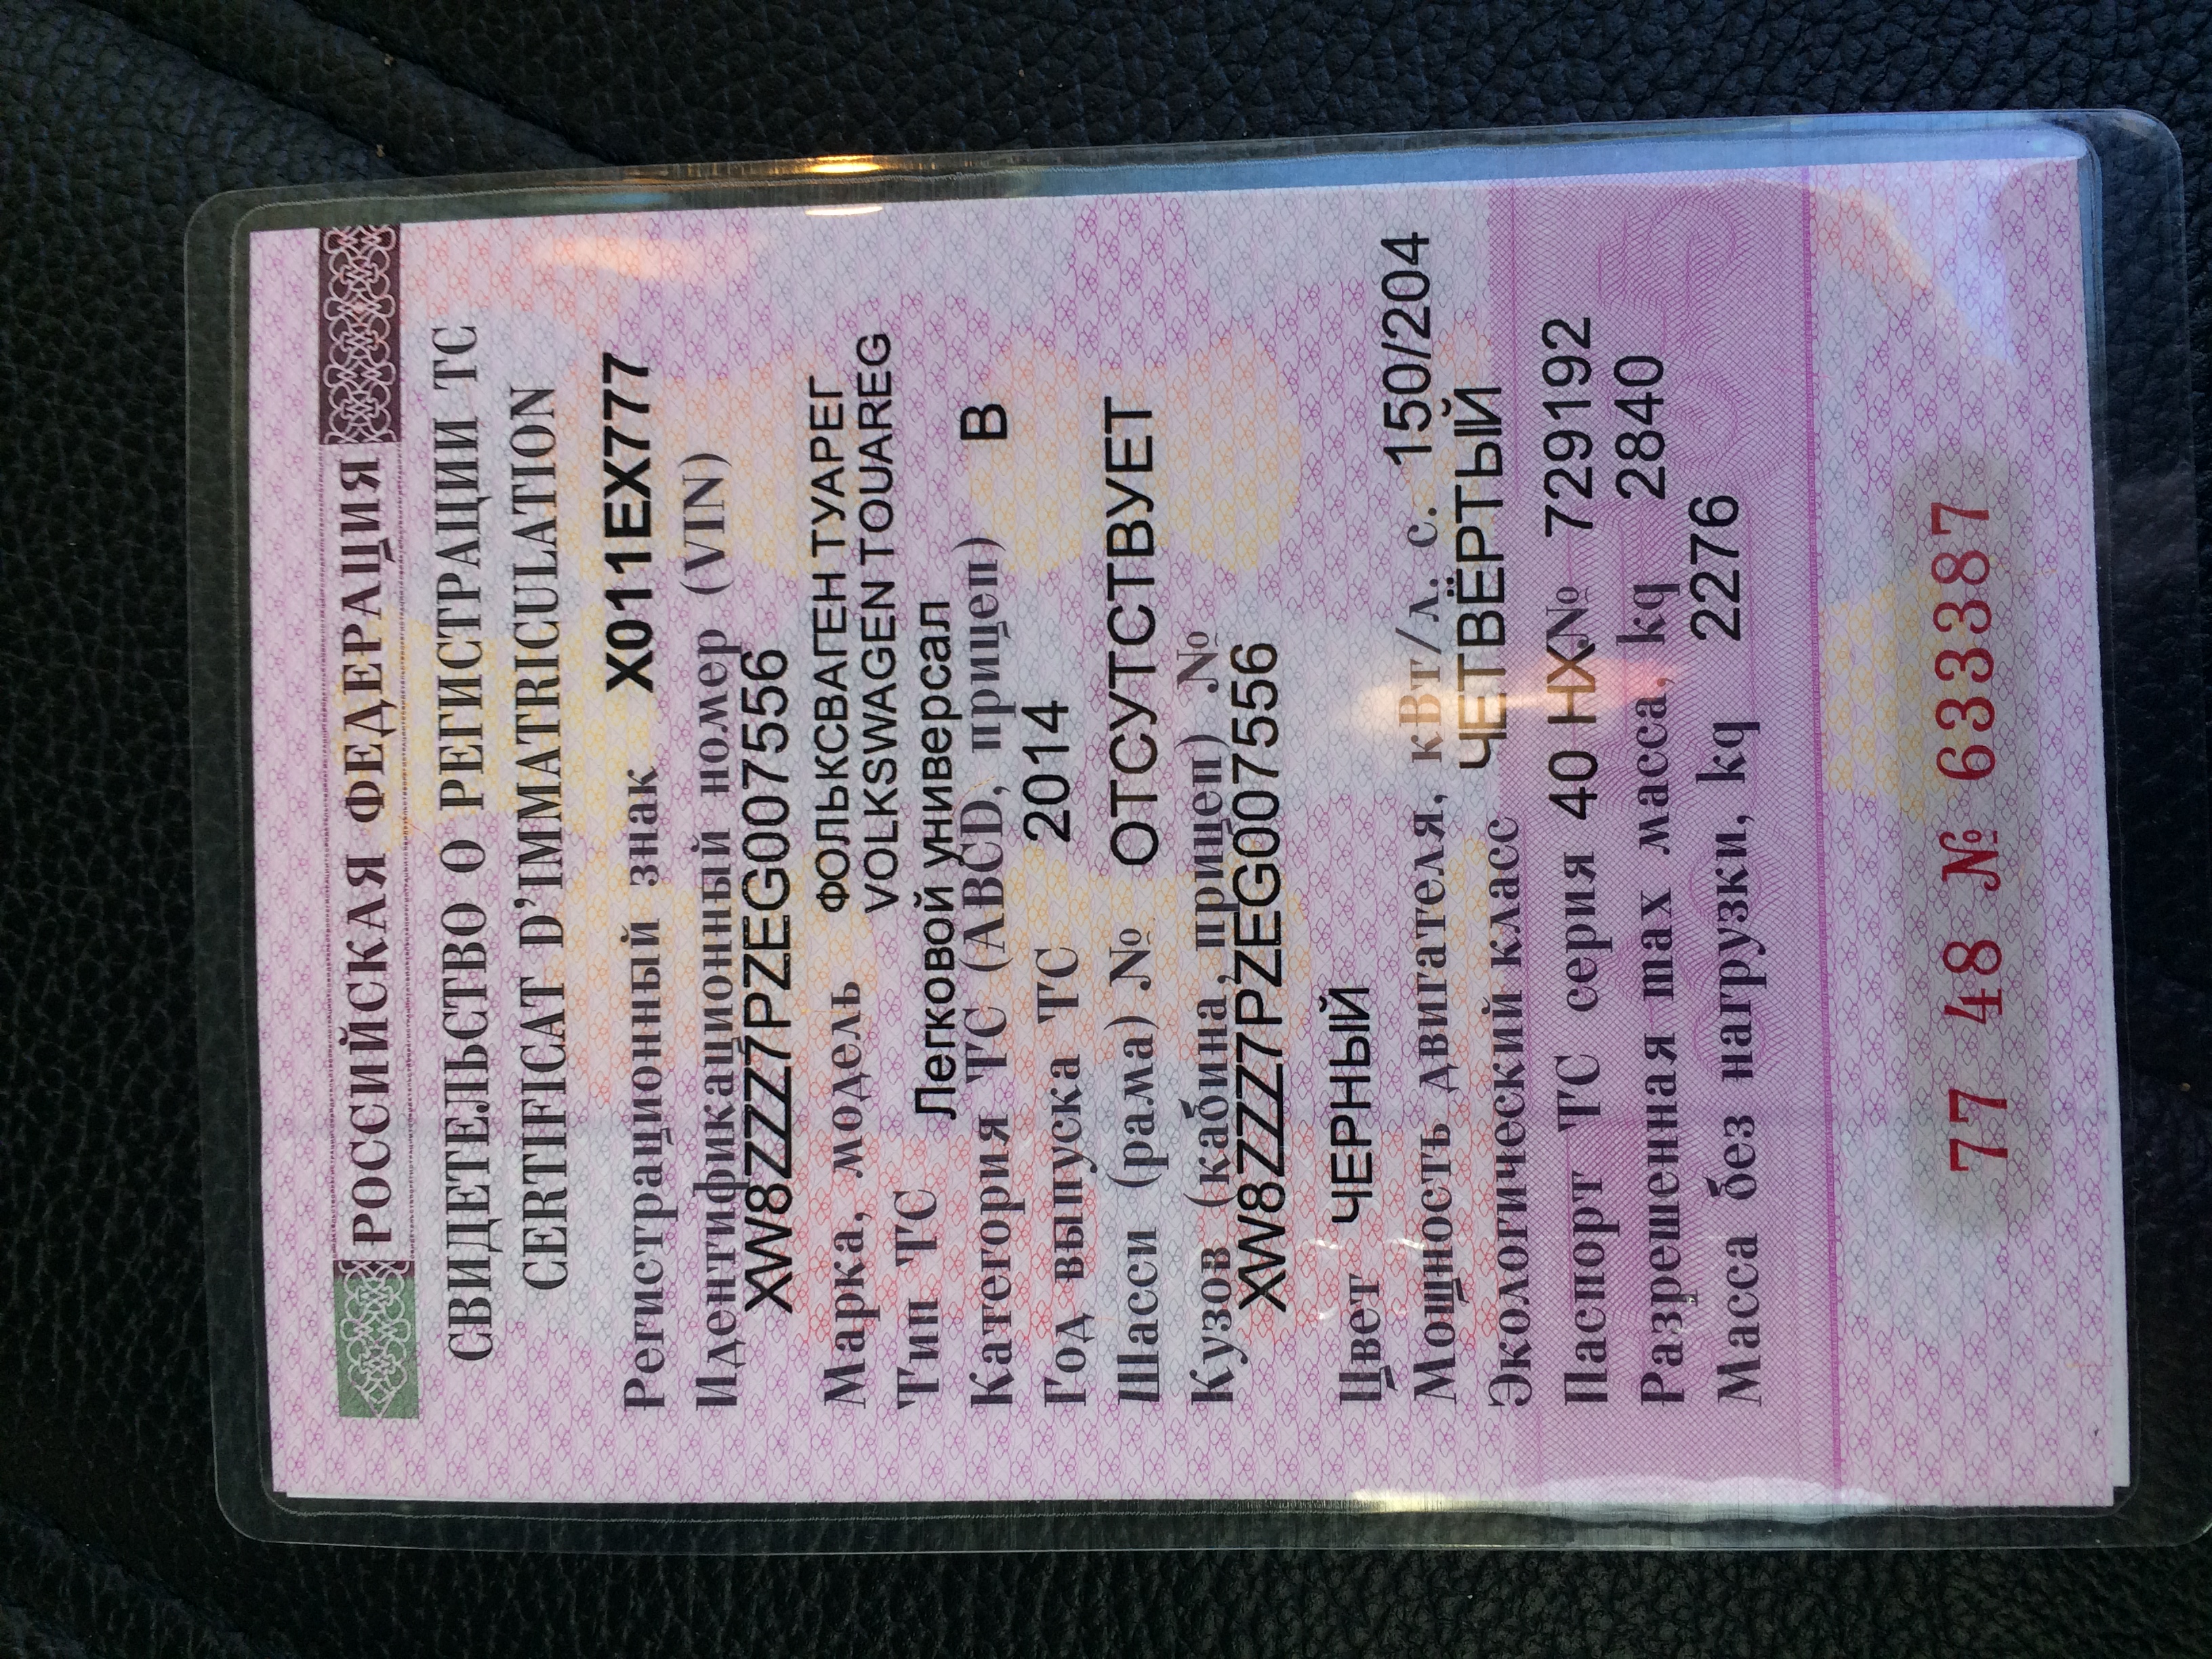 РОССИЙСКАЯ ФЕДЕРАЦИЯ
СВИДЕТЕЛЬСТВО О РЕГИСТРАЦИИ ТС
CERTIFICAT D'IMMATRICULATION
Регистрационный знак Х011ЕХ777
Идентификационный номер (VIN)
XW8ZZZ7PZEG007556
Марка, модель ФОЛЬКСВАГЕН ТУАРЕГ
VOLKSWAGEN TOUAREG
Тип ТС Легковой универсал
Категория ТС (ABCD, прицеп) B
Год выпуска ТС 2014
Шасси (рама) № ОТСУТСТВУЕТ
Кузов (кабина, прицеп) №
XW8ZZZ7PZEG007556
Цвет ЧЕРНЫЙ
Мощность двигателя, кВт/л. с. 150/204
Экологический класс ЧЕТВЁРТЫЙ
Паспорт ТС серия 40 НХ № 729192
Разрешенная max масса, kg 2840
Масса без нагрузки, kg 2276
77 48 № 633387